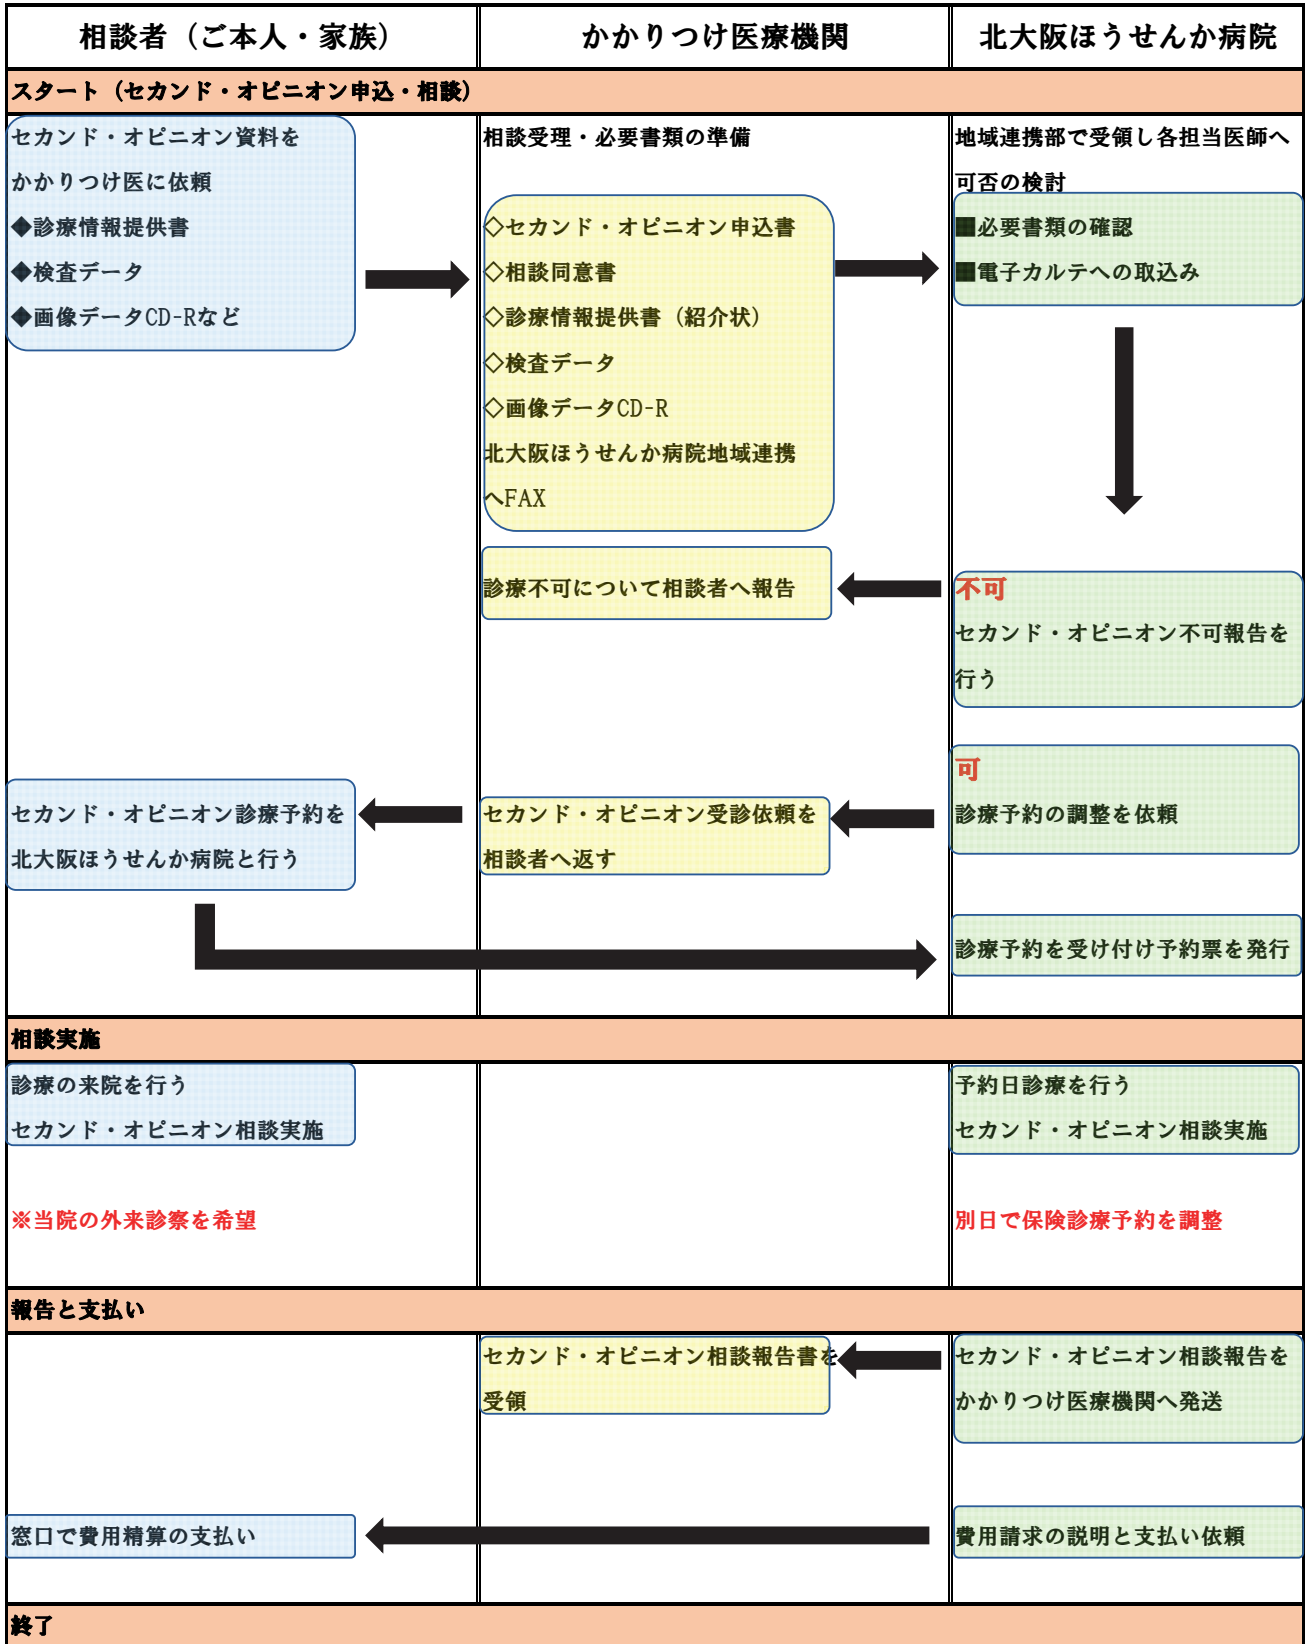 相談者（ご本人・家族）
かかりつけ医療機関
北大阪ほうせんか病院
スタート（セカンド・オピニオン申込・相談）
セカンド・オピニオン資料を
かかりつけ医に依頼
◆診療情報提供書
◆検査データ
◆画像データCD-Rなど
相談受理・必要書類の準備
◇セカンド・オピニオン申込書
◇相談同意書
◇診療情報提供書（紹介状）
◇検査データ
◇画像データCD-R
北大阪ほうせんか病院地域連携
へFAX
地域連携部で受領し各担当医師へ
可否の検討
■必要書類の確認
■電子カルテへの取込み
不可
セカンド・オピニオン不可報告を
行う
診療不可について相談者へ報告
可
診療予約の調整を依頼
セカンド・オピニオン受診依頼を
相談者へ返す
セカンド・オピニオン診療予約を
北大阪ほうせんか病院と行う
診療予約を受け付け予約票を発行
相談実施
診療の来院を行う
セカンド・オピニオン相談実施
※当院の外来診察を希望
予約日診療を行う
セカンド・オピニオン相談実施
別日で保険診療予約を調整
報告と支払い
セカンド・オピニオン相談報告書を
受領
セカンド・オピニオン相談報告を
かかりつけ医療機関へ発送
窓口で費用精算の支払い
費用請求の説明と支払い依頼
終了